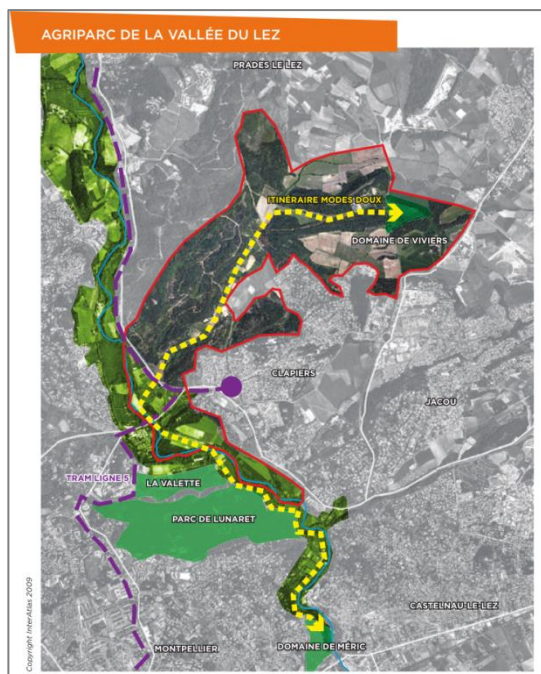 AGRIPARC DE LA VALLÉE DU LEZ
PRADES LE LEZ
ITINÉRAIRE MODES DOUX
DOMAINE DE VIVIERS
CLAPIERS
JACOU
TRAM LIGNE 5
LA VALETTE
PARC DE LUNARET
CASTELNAU-LE-LEZ
MONTPELLIER
DOMAINE DE MÉRIC
Copyright InterAtlas 2009